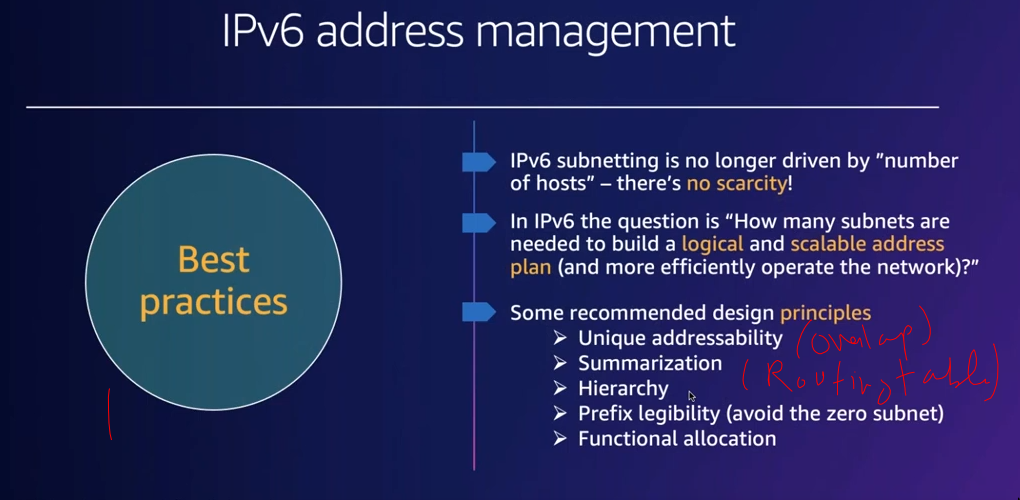 IPv6 address management
Best
practices
IPv6 subnetting is no longer driven by "number
of hosts" – there's no scarcity!
In IPv6 the question is "How many subnets are
needed to build a logical and scalable address
plan (and more efficiently operate the network)?"
Some recommended design principles
Unique addressability (Overlap)
Summarization
(Routing table)
Hierarchy
Prefix legibility (avoid the zero subnet)
Functional allocation